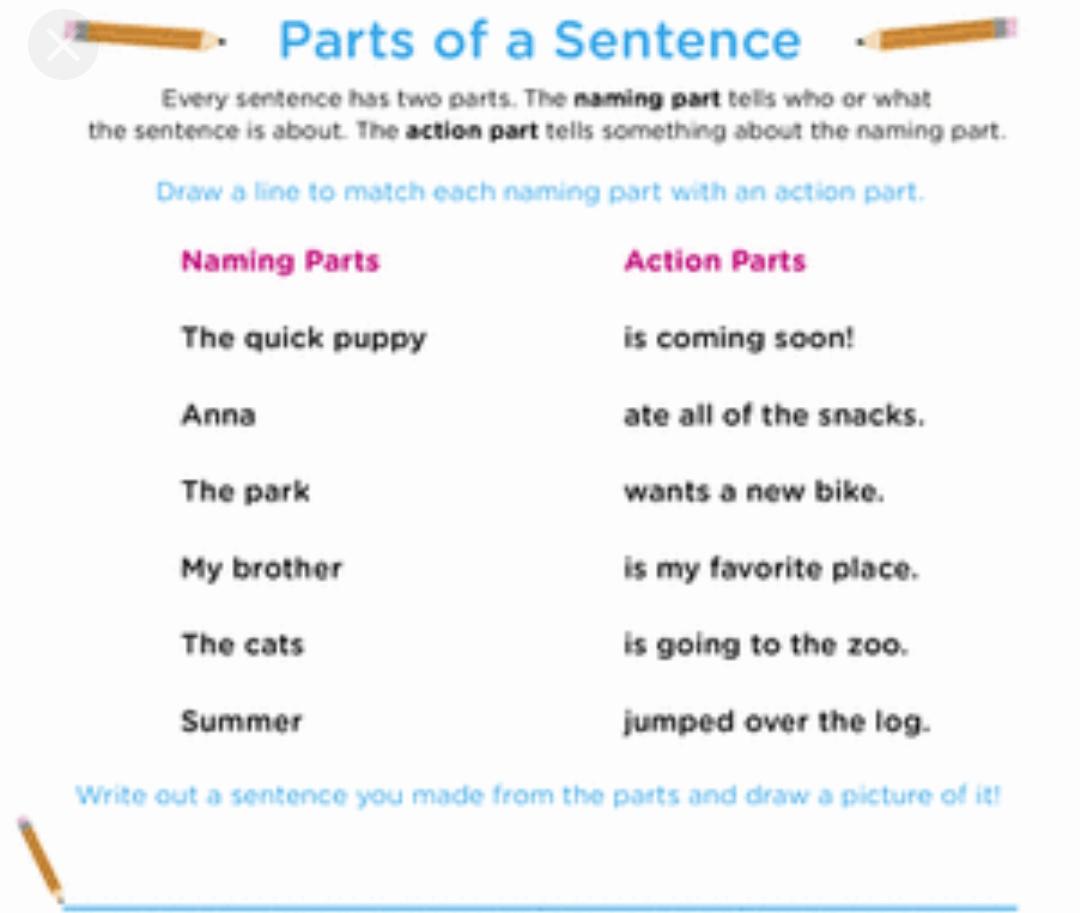 Parts of a Sentence
Every sentence has two parts. The naming part tells who or what
the sentence is about. The action part tells something about the naming part.
Draw a line to match each naming part with an action part.
Naming Parts Action Parts
The quick puppy is coming soon!
Anna ate all of the snacks.
The park wants a new bike.
My brother is my favorite place.
The cats is going to the zoo.
Summer jumped over the log.
Write out a sentence you made from the parts and draw a picture of it!